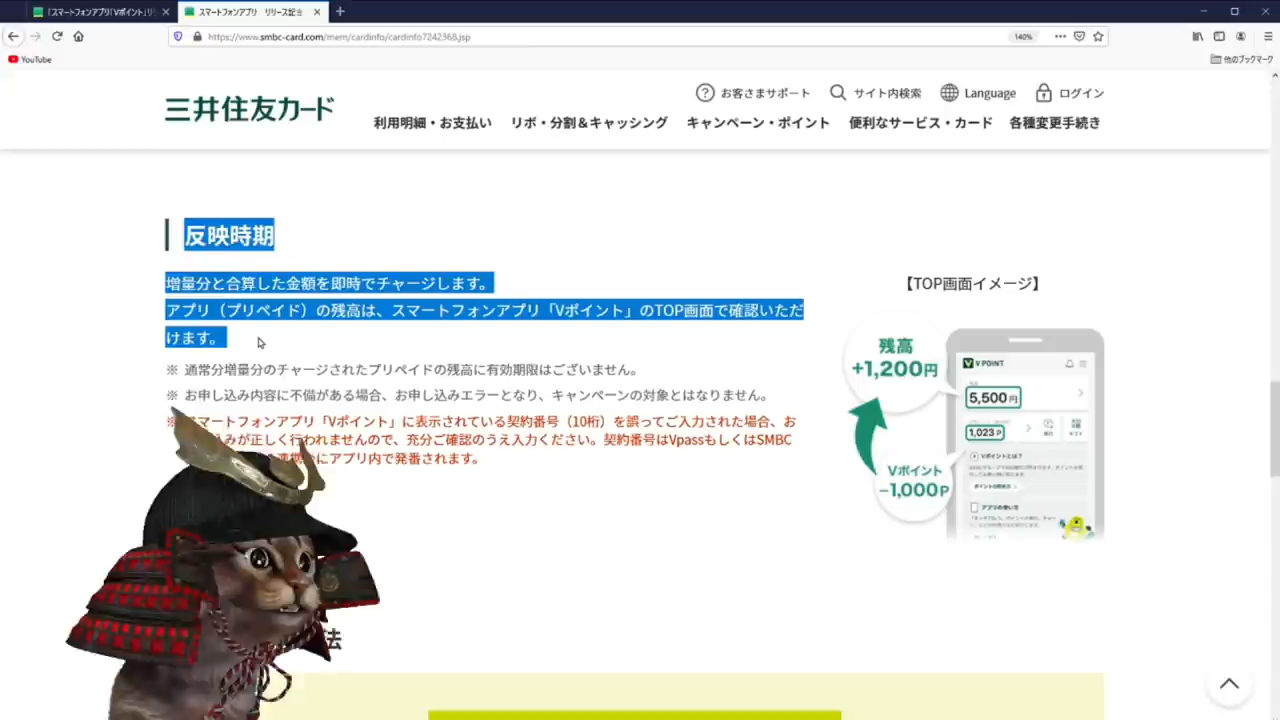 「スマートフォンアプリ「Vポイント」リ
スマートフォンアプリ リリース記念
https://www.smbc-card.com/mem/cardinfo/cardinfo7242368.jsp
140%
YouTube
他のブックマーク
三井住友カード
お客さまサポート
サイト内検索
Language
ログイン
利用明細・お支払い
リボ・分割＆キャッシング
キャンペーン・ポイント
便利なサービス・カード
各種変更手続き
反映時期
増量分と合算した金額を即時でチャージします。
アプリ（プリペイド）の残高は、スマートフォンアプリ「Vポイント」のTOP画面で確認いただ
けます。
※ 通常分増量分のチャージされたプリペイドの残高に有効期限はございません。
※ お申し込み内容に不備がある場合、お申し込みエラーとなり、キャンペーンの対象とはなりません。
※ スマートフォンアプリ「Vポイント」に表示されている契約番号（10桁）を誤ってご入力された場合、お
込みが正しく行われませんので、充分ご確認のうえ入力ください。契約番号はVpassもしくはSMBC
にアプリ内で発番されます。
【TOP画面イメージ】
残高
+1,200円
Vポイント
-1,000P
V POINT
5,500円
1,023 P
Vポイントとは？
アプリの使い方
法